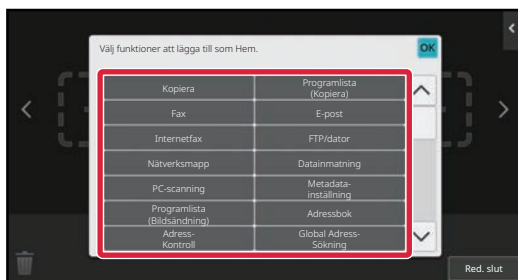 Välj funktioner att lägga till som Hem.
OK
Kopiera
Programlista
(Kopiera)
Fax
E-post
Internetfax
FTP/dator
Nätverksmapp
Datainmatning
PC-scanning
Metadata-
inställning
Programlista
(Bildsändning)
Adressbok
Adress-
Kontroll
Global Adress-
Sökning
Red. slut